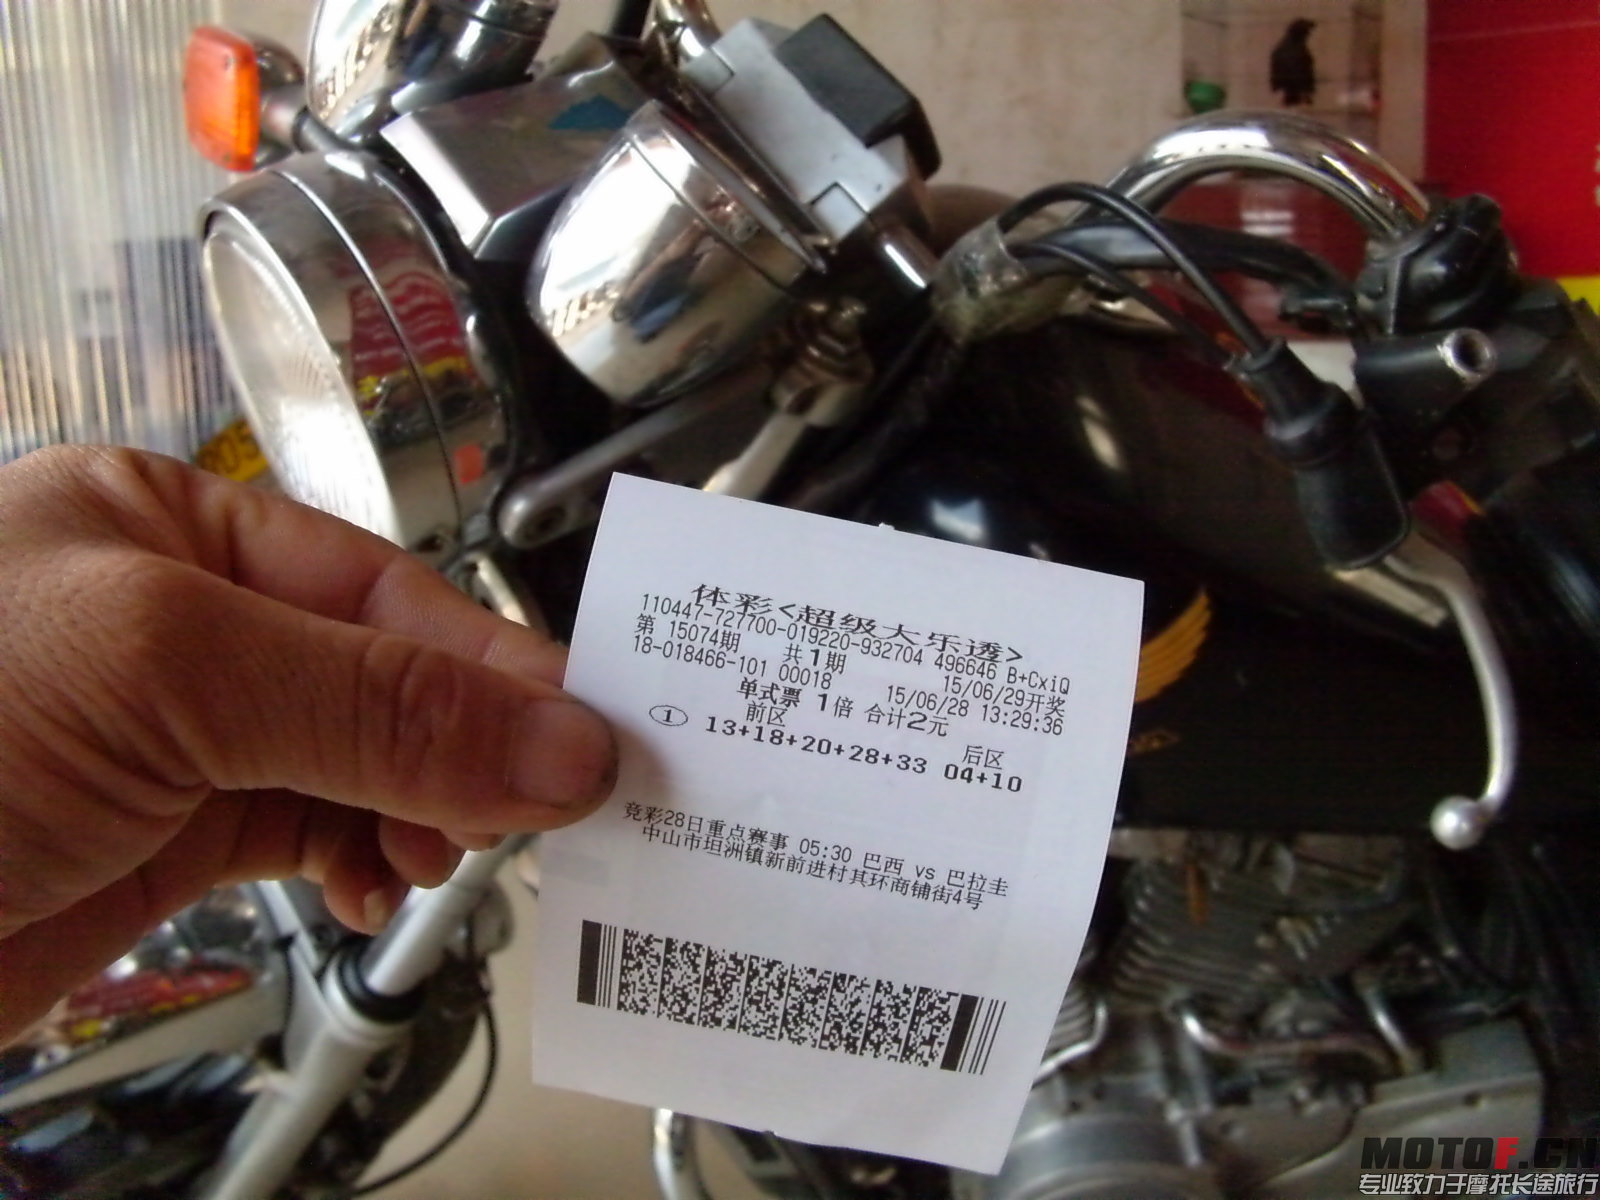 体彩<超级大乐透>
110447-727700-019220-932704 496646 B+CxiQ
第 15074期 共1期 15/06/29开奖
18-018466-101 00018 15/06/28 13:29:36
单式票 1倍 合计2元
前区 后区
① 13+18+20+28+33 04+10
竞彩28日重点赛事 05:30 巴西 vs 巴拉圭
中山市坦洲镇新前进村其环商铺街4号
805
MOTOF.CN
专业致力于摩托长途旅行